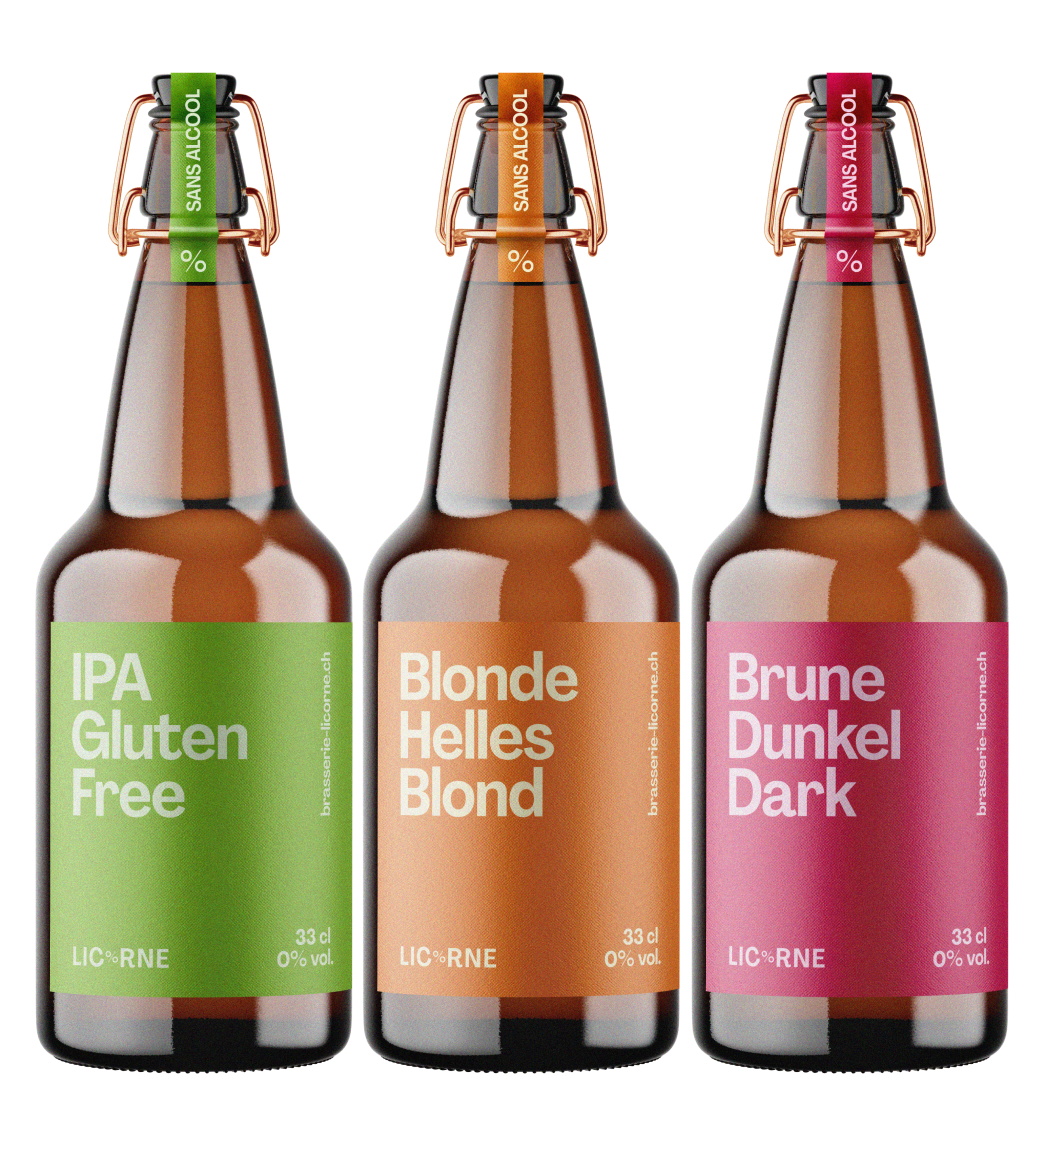 SANS ALCOOL
%
IPA
Gluten
Free
brasserie-licorne.ch
LIC%RNE
33 cl
0% vol.
SANS ALCOOL
%
Blonde
Helles
Blond
brasserie-licorne.ch
LIC%RNE
33 cl
0% vol.
SANS ALCOOL
%
Brune
Dunkel
Dark
brasserie-licorne.ch
LIC%RNE
33 cl
0% vol.